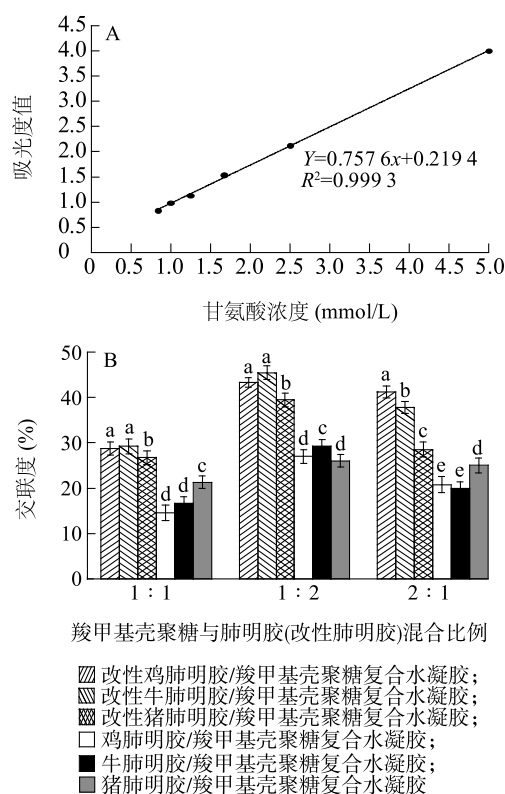 A
4.5
4.0
3.5
3.0
2.5
2.0
1.5
1.0
0.5
0
吸光度值
Y=0.757 6x+0.219 4
R²=0.999 3
0 0.5 1.0 1.5 2.0 2.5 3.0 3.5 4.0 4.5 5.0
甘氨酸浓度 (mmol/L)
B
50
40
30
20
10
0
交联度 (%)
a a b d d c
a a b d d d
a b c e e d
1∶1 1∶2 2∶1
羧甲基壳聚糖与肺明胶(改性肺明胶)混合比例
改性鸡肺明胶/羧甲基壳聚糖复合水凝胶;
改性牛肺明胶/羧甲基壳聚糖复合水凝胶;
改性猪肺明胶/羧甲基壳聚糖复合水凝胶;
鸡肺明胶/羧甲基壳聚糖复合水凝胶;
牛肺明胶/羧甲基壳聚糖复合水凝胶;
猪肺明胶/羧甲基壳聚糖复合水凝胶